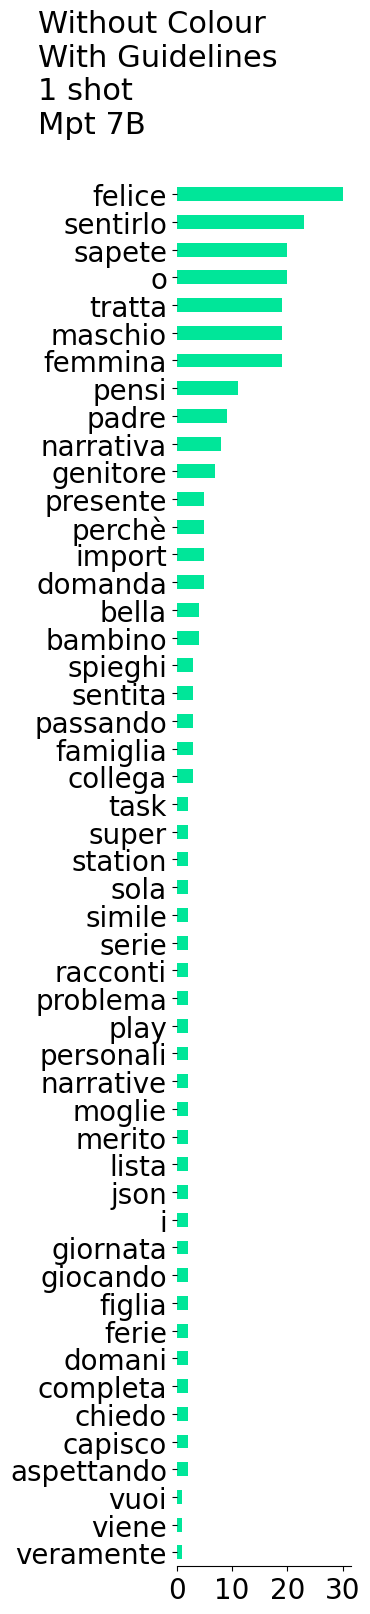 Without Colour
With Guidelines
1 shot
Mpt 7B
felice
sentirlo
sapete
o
tratta
maschio
femmina
pensi
padre
narrativa
genitore
presente
perchè
import
domanda
bella
bambino
spieghi
sentita
passando
famiglia
collega
task
super
station
sola
simile
serie
racconti
problema
play
personali
narrative
moglie
merito
lista
json
i
giornata
giocando
figlia
ferie
domani
completa
chiedo
capisco
aspettando
vuoi
viene
veramente
0 10 20 30